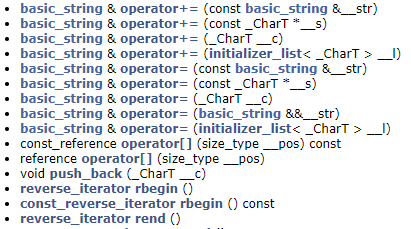 basic_string & operator+= (const basic_string &__str)
basic_string & operator+= (const _CharT *__s)
basic_string & operator+= (_CharT __c)
basic_string & operator+= (initializer_list< _CharT > __l)
basic_string & operator= (const basic_string &__str)
basic_string & operator= (const _CharT *__s)
basic_string & operator= (_CharT __c)
basic_string & operator= (basic_string &&__str)
basic_string & operator= (initializer_list< _CharT > __l)
const_reference operator[] (size_type __pos) const
reference operator[] (size_type __pos)
void push_back (_CharT __c)
reverse_iterator rbegin ()
const_reverse_iterator rbegin () const
reverse_iterator rend ()